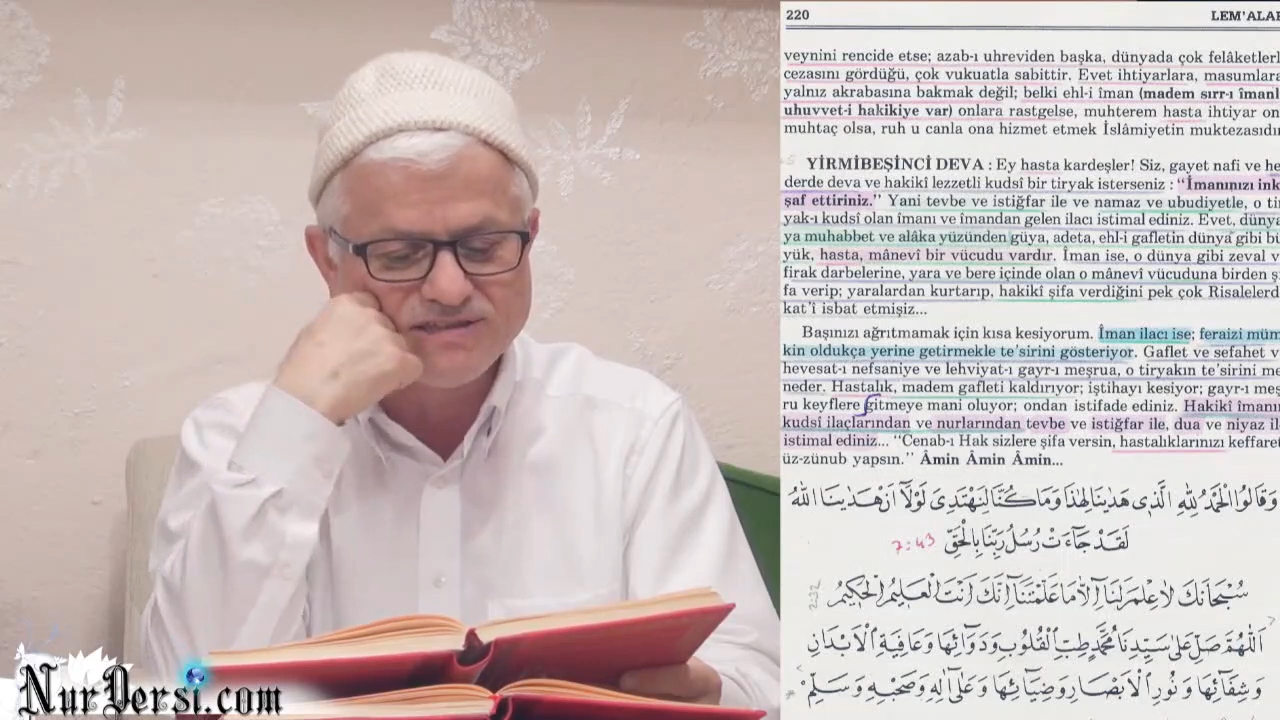 220
LEM'ALAR
veynini rencide etse; azab-ı uhreviden başka, dünyada çok felâketlerl
cezasını gördüğü, çok vukuatla sabittir. Evet ihtiyarlara, masumlara
yalnız akrabasına bakmak değil; belki ehl-i îman (madem sırr-ı îmanl
uhuvvet-i hakikiye var) onlara rastgelse, muhterem hasta ihtiyar on
muhtaç olsa, ruh u canla ona hizmet etmek İslâmiyetin muktezasıdı
YİRMİBEŞİNCİ DEVA : Ey hasta kardeşler! Siz, gayet nafi ve he
derde deva ve hakikî lezzetli kudsî bir tiryak isterseniz : "Îmanınızı ink
şaf ettiriniz." Yani tevbe ve istiğfar ile ve namaz ve ubudiyetle, o tir
yak-ı kudsî olan îmanı ve îmandan gelen ilacı istimal ediniz. Evet, dünya
ya muhabbet ve alâka yüzünden güya, adeta, ehl-i gafletin dünya gibi bü
yük, hasta, mânevî bir vücudu vardır. Îman ise, o dünya gibi zeval v
firak darbelerine, yara ve bere içinde olan o mânevî vücuduna birden ş
fa verip; yaralardan kurtarıp, hakikî şifa verdiğini pek çok Risalelerd
kat'î isbat etmişiz...
Başınızı ağrıtmamak için kısa kesiyorum. Îman ilacı ise; feraizi müm
kin oldukça yerine getirmekle te'sirini gösteriyor. Gaflet ve sefahet v
hevesat-ı nefsaniye ve lehviyat-ı gayr-ı meşrua, o tiryakın te'sirini me
neder. Hastalık, madem gafleti kaldırıyor; iştihayı kesiyor; gayr-ı meş
ru keyflere gitmeye mani oluyor; ondan istifade ediniz. Hakikî îmanı
kudsî ilaçlarından ve nurlarından tevbe ve istiğfar ile, dua ve niyaz il
istimal ediniz... "Cenab-ı Hak sizlere şifa versin, hastalıklarınızı keffaret
üz-zünub yapsın." Âmin Âmin Âmin...
وَقَالُوا الْحَمْدُ لِلّٰهِ الَّذِى هَدٰينَا لِهٰذَا وَمَا كُنَّا لِنَهْتَدِىَ لَوْلَا اَنْ هَدٰينَا اللّٰهُ
لَقَدْ جَاءَتْ رُسُلُ رَبِّنَا بِالْحَقِّ 7:43
سُبْحَانَكَ لَا عِلْمَ لَنَا اِلَّا مَا عَلَّمْتَنَا اِنَّكَ اَنْتَ الْعَلِيمُ الْحَكِيمُ 2:32
اَللّٰهُمَّ صَلِّ عَلٰى سَيِّدِنَا مُحَمَّدٍ طِبِّ الْقُلُوبِ وَدَوَائِهَا وَعَافِيَةِ الْاَبْدَانِ
وَشِفَائِهَا وَنُورِ الْاَبْصَارِ وَضِيَائِهَا وَعَلٰى اٰلِهِ وَصَحْبِهِ وَسَلِّمْ
NurDersi.com